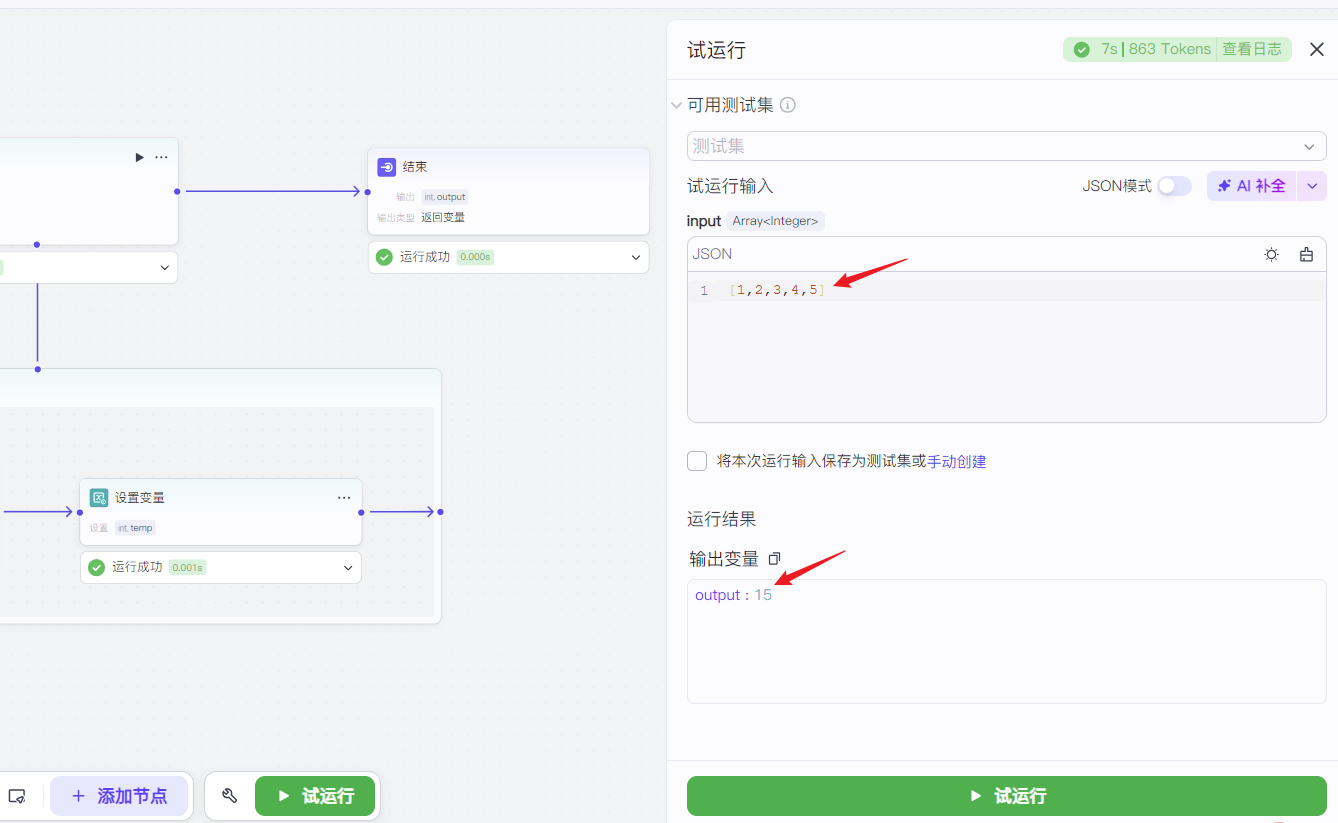 试运行
7s | 863 Tokens 查看日志
可用测试集
测试集
试运行输入
JSON模式
AI 补全
input Array<Integer>
JSON
1 [1,2,3,4,5]
将本次运行输入保存为测试集或手动创建
运行结果
输出变量
output : 15
试运行
结束
输出 int. output
输出类型 返回变量
运行成功 0.000s
设置变量
设置 int. temp
运行成功 0.001s
添加节点
试运行